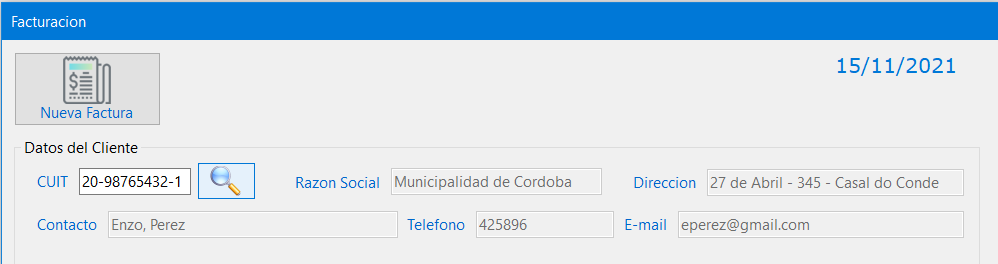 Facturacion
15/11/2021
$
Nueva Factura
Datos del Cliente
CUIT 20-98765432-1 Razon Social Municipalidad de Cordoba Direccion 27 de Abril - 345 - Casal do Conde
Contacto Enzo, Perez Telefono 425896 E-mail eperez@gmail.com